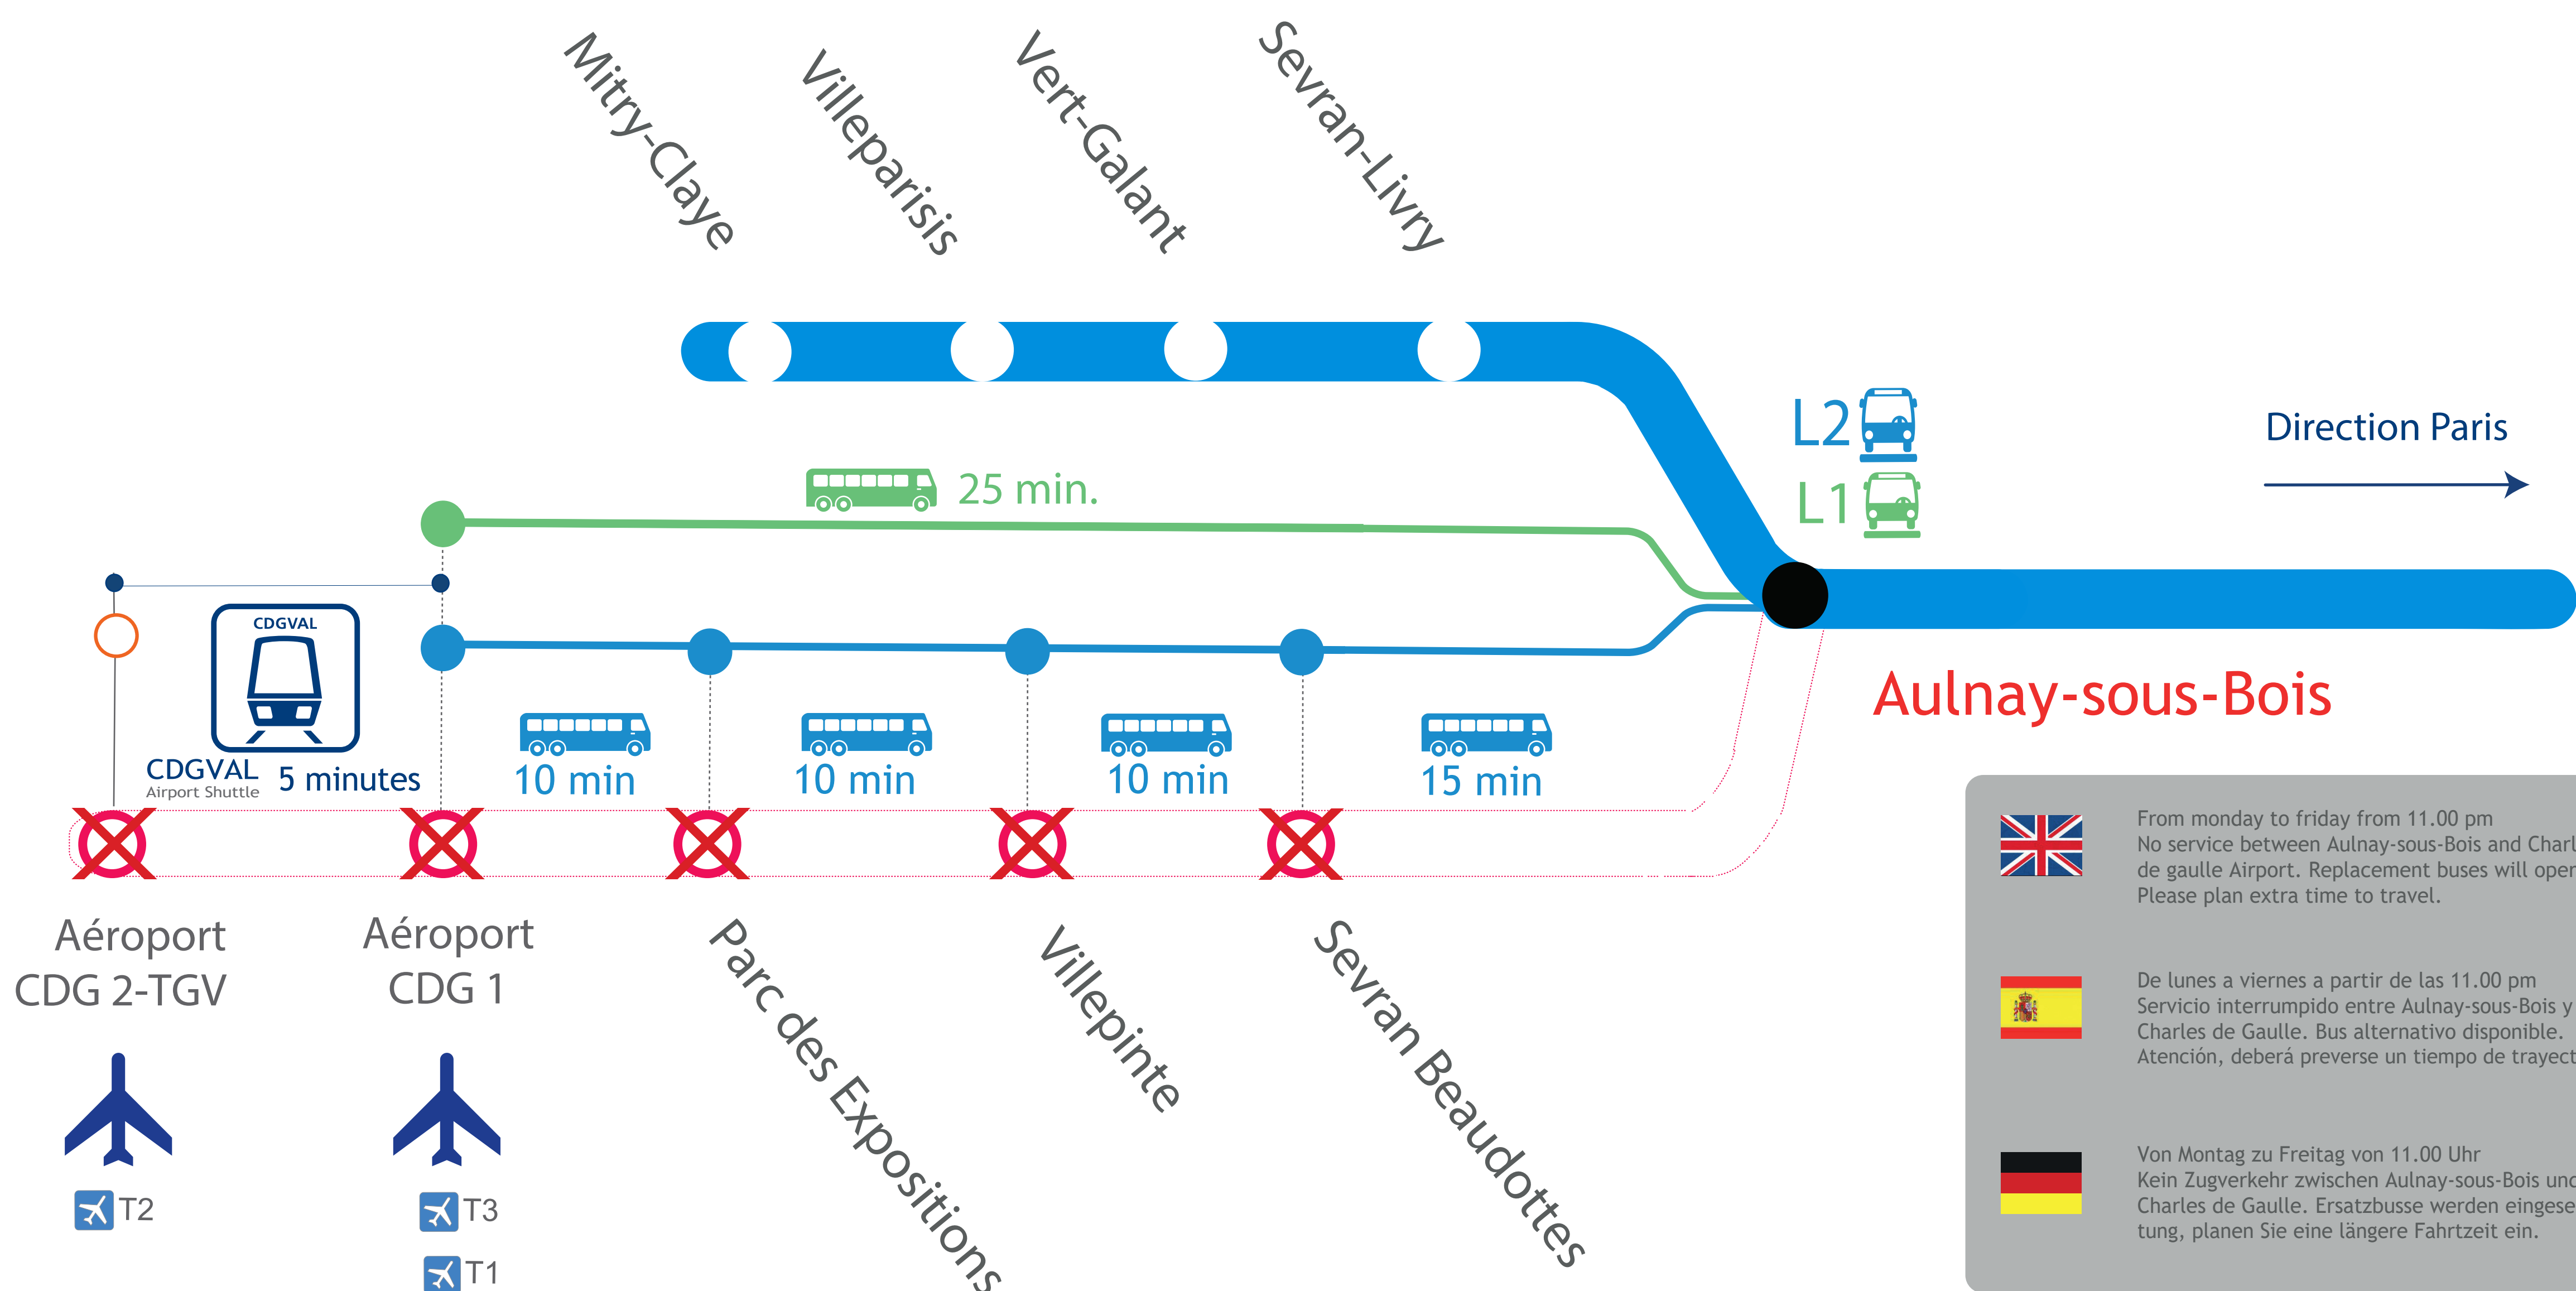 Mitry-Claye
Villeparisis
Vert-Galant
Sevran-Livry
L2
L1
Direction Paris
25 min.
CDGVAL
CDGVAL
Airport Shuttle
5 minutes
10 min
10 min
10 min
15 min
Aulnay-sous-Bois
Aéroport
CDG 2-TGV
Aéroport
CDG 1
Parc des Expositions
Villepinte
Sevran Beaudottes
T2
T3
T1
From monday to friday from 11.00 pm
No service between Aulnay-sous-Bois and Charl
de gaulle Airport. Replacement buses will oper
Please plan extra time to travel.
De lunes a viernes a partir de las 11.00 pm
Servicio interrumpido entre Aulnay-sous-Bois y
Charles de Gaulle. Bus alternativo disponible.
Atención, deberá preverse un tiempo de trayect
Von Montag zu Freitag von 11.00 Uhr
Kein Zugverkehr zwischen Aulnay-sous-Bois und
Charles de Gaulle. Ersatzbusse werden eingese
tung, planen Sie eine längere Fahrtzeit ein.